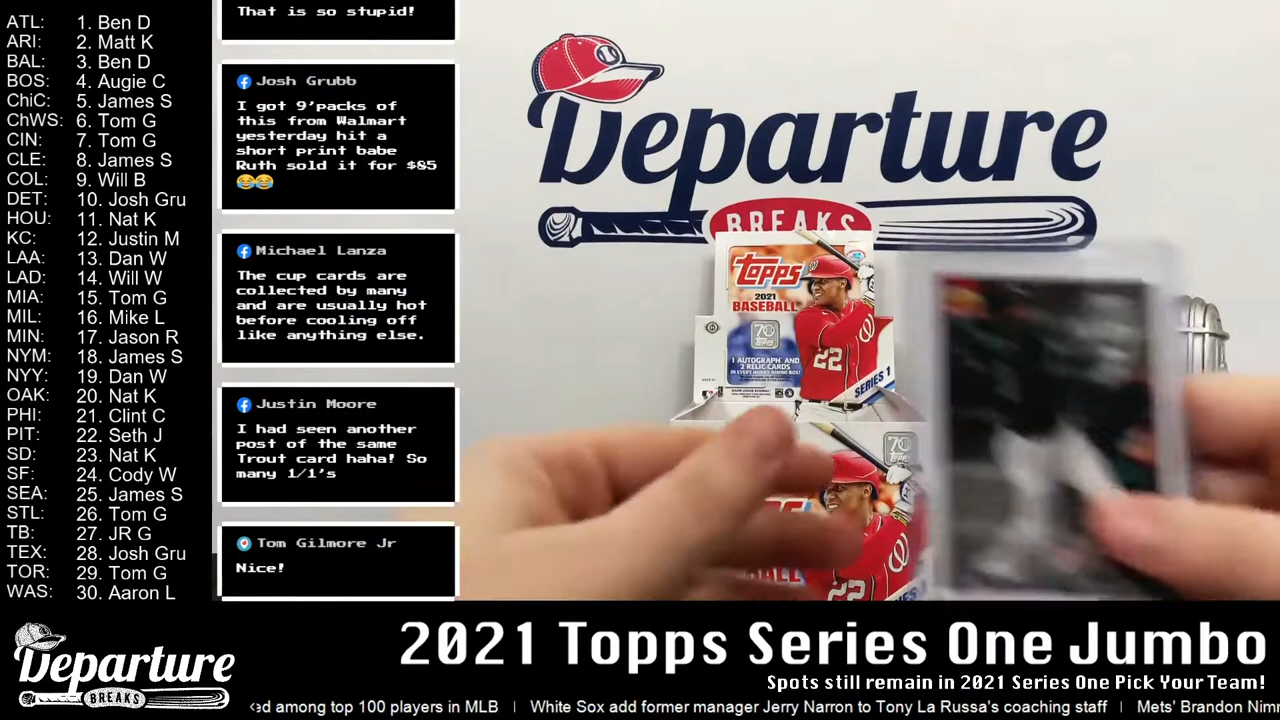 ATL: 1. Ben D
ARI: 2. Matt K
BAL: 3. Ben D
BOS: 4. Augie C
ChiC: 5. James S
ChWS: 6. Tom G
CIN: 7. Tom G
CLE: 8. James S
COL: 9. Will B
DET: 10. Josh Gru
HOU: 11. Nat K
KC: 12. Justin M
LAA: 13. Dan W
LAD: 14. Will W
MIA: 15. Tom G
MIL: 16. Mike L
MIN: 17. Jason R
NYM: 18. James S
NYY: 19. Dan W
OAK: 20. Nat K
PHI: 21. Clint C
PIT: 22. Seth J
SD: 23. Nat K
SF: 24. Cody W
SEA: 25. James S
STL: 26. Tom G
TB: 27. JR G
TEX: 28. Josh Gru
TOR: 29. Tom G
WAS: 30. Aaron L
That is so stupid!
Josh Grubb
I got 9'packs of
this from Walmart
yesterday hit a
short print babe
Ruth sold it for $85
😂😂
Michael Lanza
The cup cards are
collected by many
and are usually hot
before cooling off
like anything else.
Justin Moore
I had seen another
post of the same
Trout card haha! So
many 1/1's
Tom Gilmore Jr
Nice!
Departure
BREAKS
Topps
2021
BASEBALL
70
1 AUTOGRAPH AND
2 RELIC CARDS
IN EVERY HOBBY JUMBO BOX!
SERIES 1
22
70
22
2021 Topps Series One Jumbo
Spots still remain in 2021 Series One Pick Your Team!
Departure
BREAKS
ked among top 100 players in MLB | White Sox add former manager Jerry Narron to Tony La Russa's coaching staff | Mets' Brandon Nimm